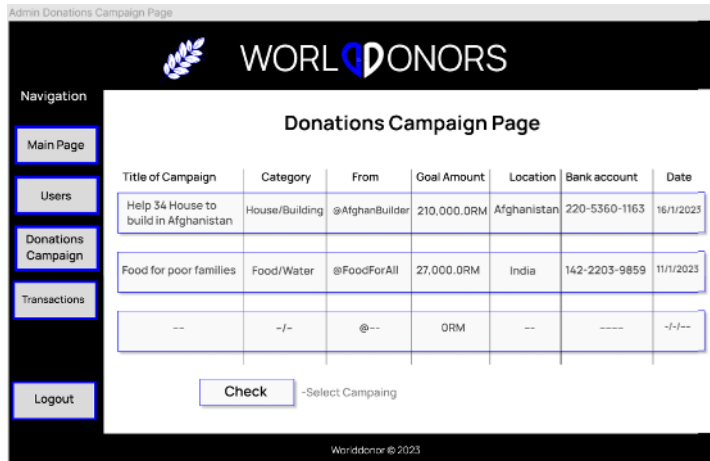 Admin Donations Campaign Page
WORLDDONORS
Navigation
Main Page
Users
Donations
Campaign
Transactions
Logout
Donations Campaign Page
Title of Campaign Category From Goal Amount Location Bank account Date
Help 34 House to
build in Afghanistan House/Building @AfghanBuilder 210,000.0RM Afghanistan 220-5360-1163 16/1/2023
Food for poor families Food/Water @FoodForAll 27,000.0RM India 142-2203-9859 11/1/2023
-- -/- @-- 0RM -- ---- -/-/--
Check -Select Campaing
Worlddonor © 2023